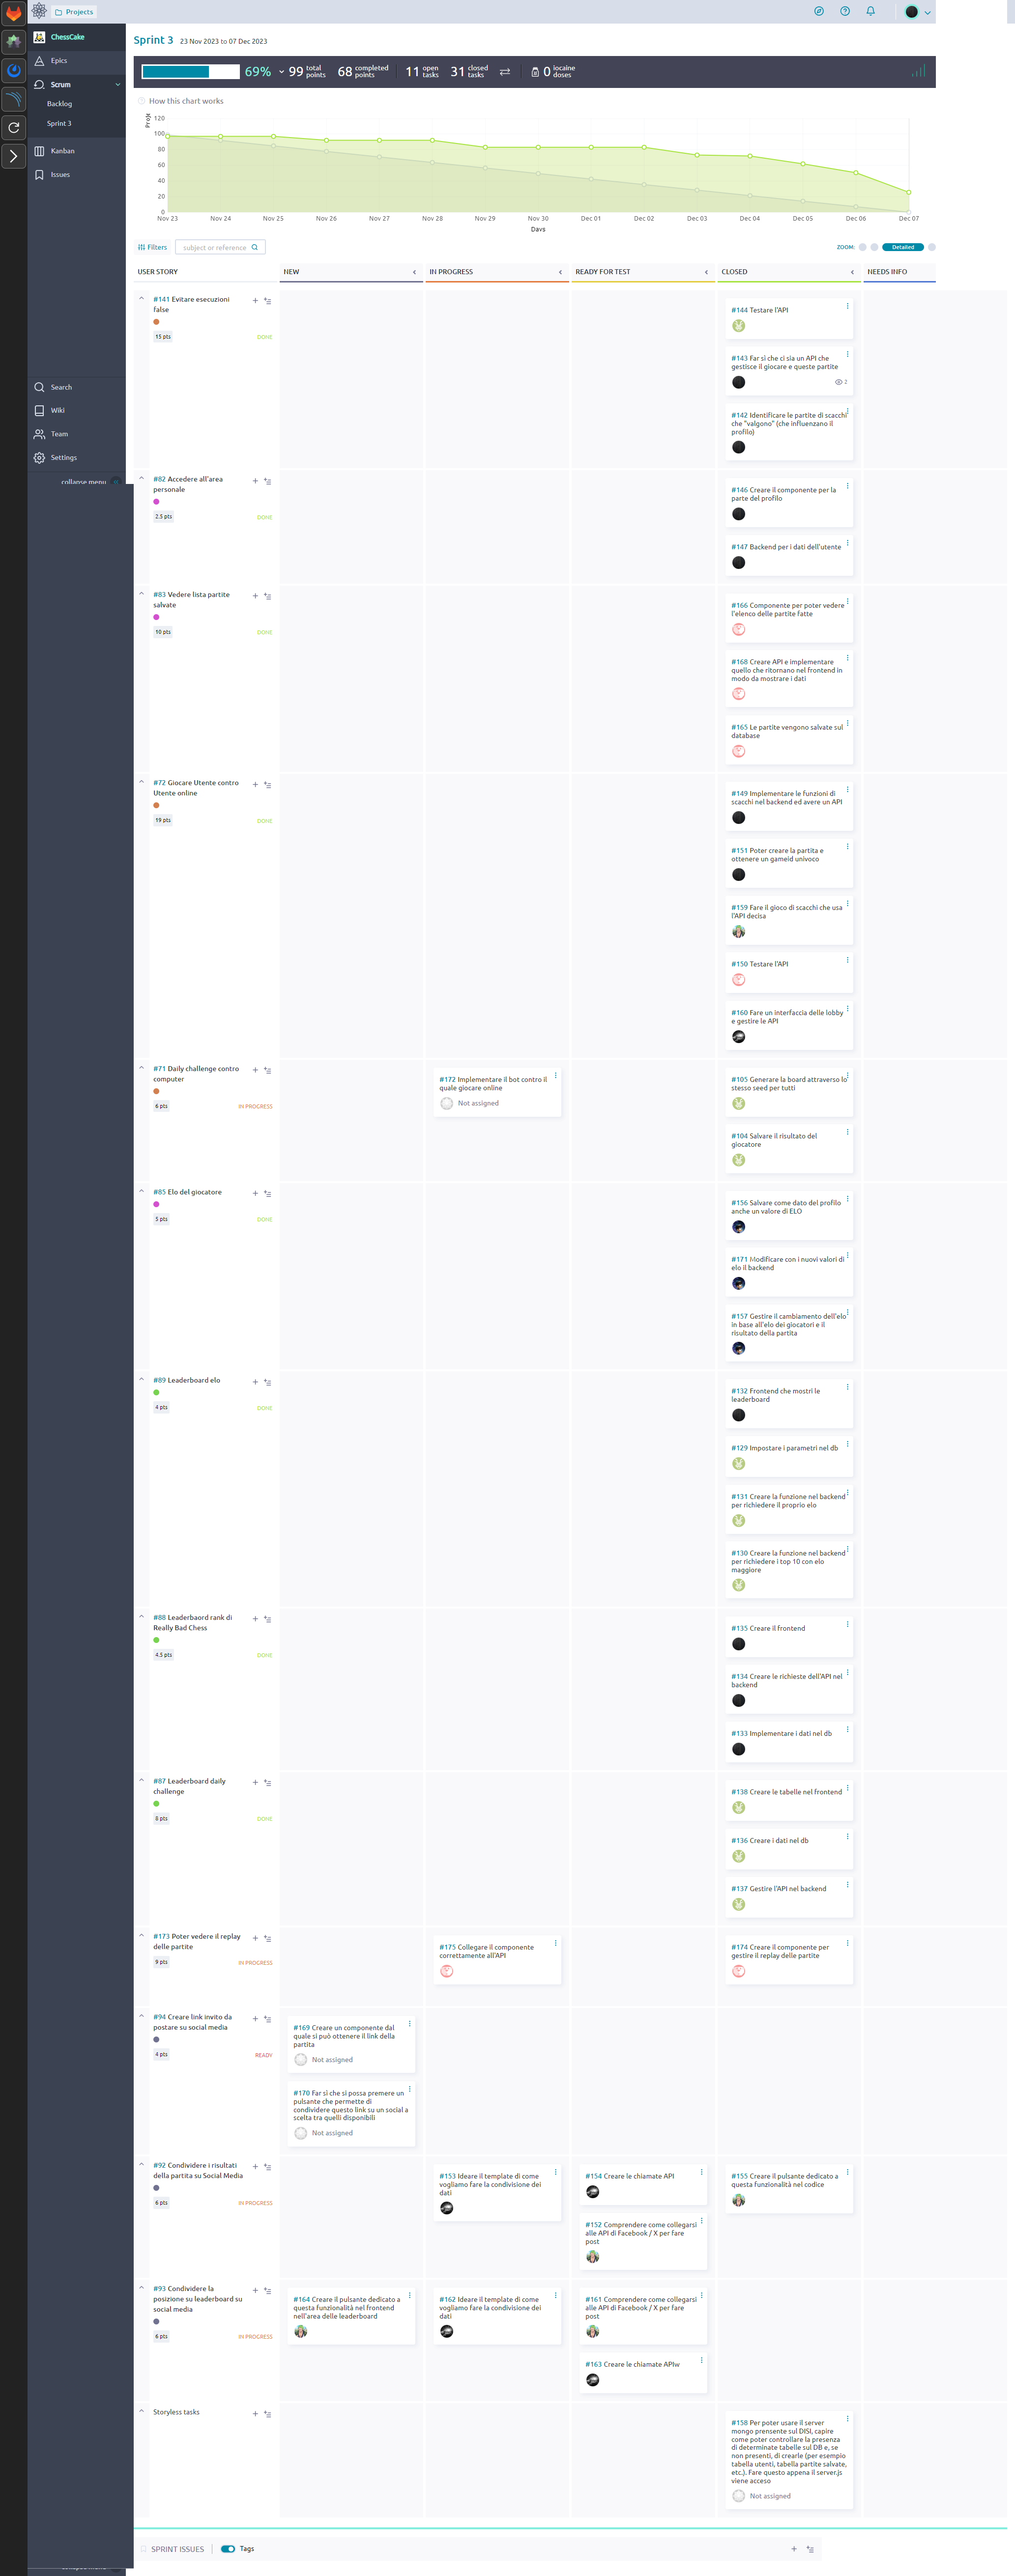 Projects
ChessCake
Epics
Scrum
Backlog
Sprint 3
Kanban
Issues
Search
Wiki
Team
Settings
collapse menu
Sprint 3 23 Nov 2023 to 07 Dec 2023
69% 99 total points 68 completed points 11 open tasks 31 closed tasks 0 iocaine doses
How this chart works
120
100
80
60
40
20
0
Nov 23 Nov 24 Nov 25 Nov 26 Nov 27 Nov 28 Nov 29 Nov 30 Dec 01 Dec 02 Dec 03 Dec 04 Dec 05 Dec 06 Dec 07
Days
Filters subject or reference ZOOM: Detailed
USER STORY NEW IN PROGRESS READY FOR TEST CLOSED NEEDS INFO
#141 Evitare esecuzioni
false
15 pts DONE
#144 Testare l'API
#143 Far sì che ci sia un API che
gestisce il giocare e queste partite
2
#142 Identificare le partite di scacchi
che "valgono" (che influenzano il
profilo)
#82 Accedere all'area
personale
2.5 pts DONE
#146 Creare il componente per la
parte del profilo
#147 Backend per i dati dell'utente
#83 Vedere lista partite
salvate
10 pts DONE
#166 Componente per poter vedere
l'elenco delle partite fatte
#168 Creare API e implementare
quello che ritornano nel frontend in
modo da mostrare i dati
#165 Le partite vengono salvate sul
database
#72 Giocare Utente contro
Utente online
19 pts DONE
#149 Implementare le funzioni di
scacchi nel backend ed avere un API
#151 Poter creare la partita e
ottenere un gameid univoco
#159 Fare il gioco di scacchi che usa
l'API decisa
#150 Testare l'API
#160 Fare un interfaccia delle lobby
e gestire le API
#71 Daily challenge contro
computer
6 pts IN PROGRESS
#172 Implementare il bot contro il
quale giocare online
Not assigned
#105 Generare la board attraverso lo
stesso seed per tutti
#104 Salvare il risultato del
giocatore
#85 Elo del giocatore
5 pts DONE
#156 Salvare come dato del profilo
anche un valore di ELO
#171 Modificare con i nuovi valori di
elo il backend
#157 Gestire il cambiamento dell'elo
in base all'elo dei giocatori e il
risultato della partita
#89 Leaderboard elo
4 pts DONE
#132 Frontend che mostri le
leaderboard
#129 Impostare i parametri nel db
#131 Creare la funzione nel backend
per richiedere il proprio elo
#130 Creare la funzione nel backend
per richiedere i top 10 con elo
maggiore
#88 Leaderbaord rank di
Really Bad Chess
4.5 pts DONE
#135 Creare il frontend
#134 Creare le richieste dell'API nel
backend
#133 Implementare i dati nel db
#87 Leaderboard daily
challenge
8 pts DONE
#138 Creare le tabelle nel frontend
#136 Creare i dati nel db
#137 Gestire l'API nel backend
#173 Poter vedere il replay
delle partite
9 pts IN PROGRESS
#175 Collegare il componente
correttamente all'API
#174 Creare il componente per
gestire il replay delle partite
#94 Creare link invito da
postare su social media
4 pts READY
#169 Creare un componente dal
quale si può ottenere il link della
partita
Not assigned
#170 Far sì che si possa premere un
pulsante che permette di
condividere questo link su un social a
scelta tra quelli disponibili
Not assigned
#92 Condividere i risultati
della partita su Social Media
6 pts IN PROGRESS
#153 Ideare il template di come
vogliamo fare la condivisione dei
dati
#154 Creare le chiamate API
#152 Comprendere come collegarsi
alle API di Facebook / X per fare
post
#155 Creare il pulsante dedicato a
questa funzionalità nel codice
#93 Condividere la
posizione su leaderboard su
social media
6 pts IN PROGRESS
#164 Creare il pulsante dedicato a
questa funzionalità nel frontend
nell'area delle leaderboard
#162 Ideare il template di come
vogliamo fare la condivisione dei
dati
#161 Comprendere come collegarsi
alle API di Facebook / X per fare
post
#163 Creare le chiamate APIw
Storyless tasks
#158 Per poter usare il server
mongo prensente sul DISI, capire
come poter controllare la presenza
di determinate tabelle sul DB e, se
non presenti, di crearle (per esempio
tabella utenti, tabella partite salvate,
etc.). Fare questo appena il server.js
viene acceso
Not assigned
SPRINT ISSUES Tags